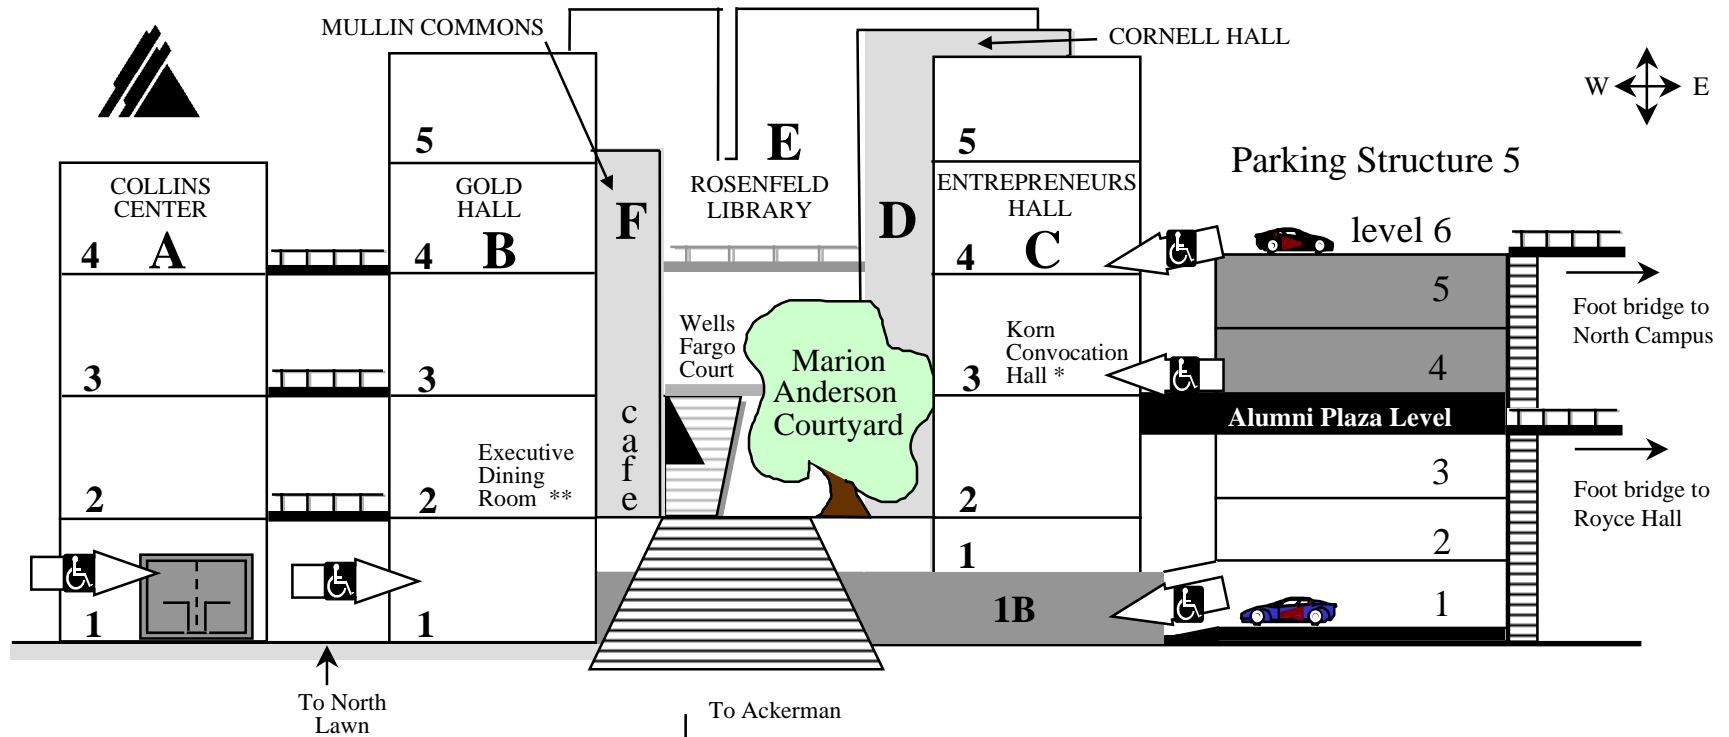 MULLIN COMMONS
CORNELL HALL
W E
5
5
E
Parking Structure 5
COLLINS
CENTER
GOLD
HALL
ROSENFELD
LIBRARY
ENTREPRENEURS
HALL
F
D
level 6
4 A
4 B
4 C
5
Foot bridge to
North Campus
Wells
Fargo
Court
Korn
Convocation
Hall *
Marion
Anderson
Courtyard
3
3
3
4
Alumni Plaza Level
c
a
f
e
Executive
Dining
Room **
2
2
2
3
Foot bridge to
Royce Hall
2
1
1
1
1B
1
To North
Lawn
To Ackerman